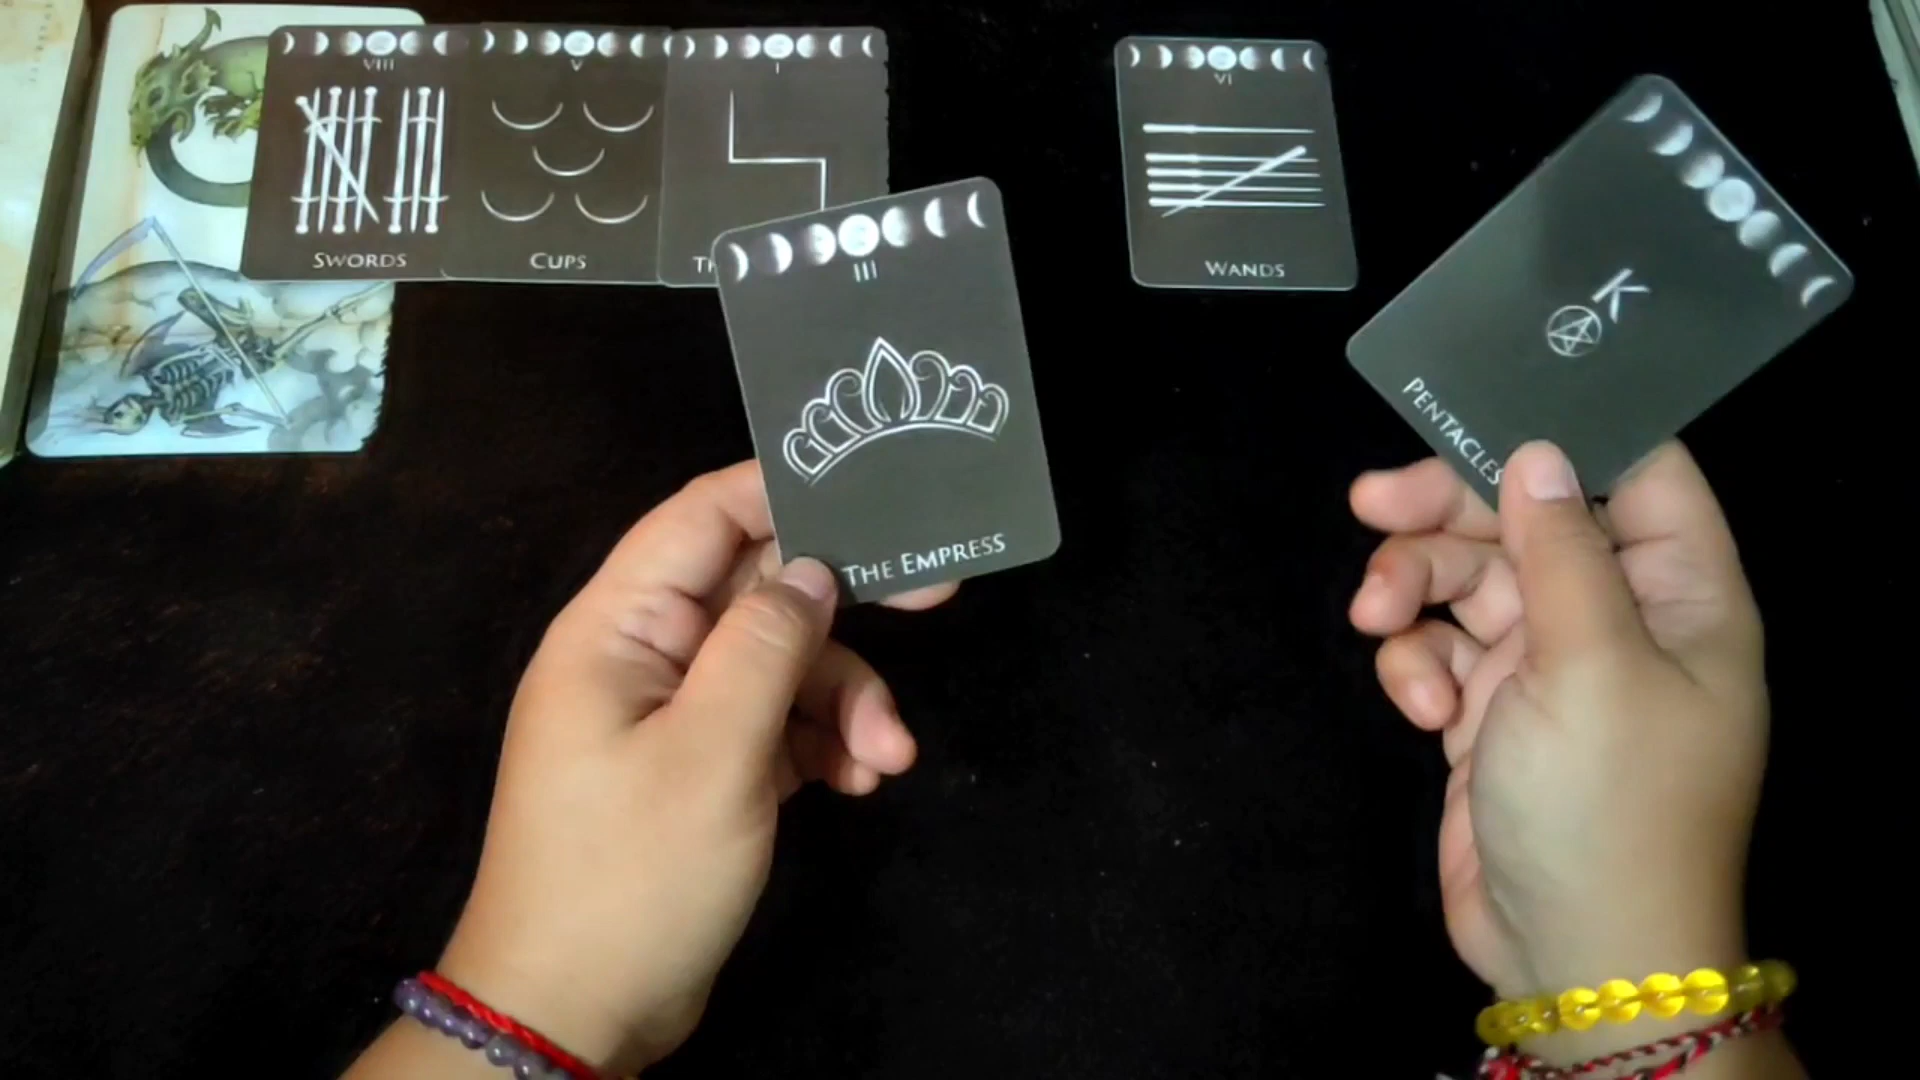 VIII
SWORDS
V
CUPS
I
VI
WANDS
III
THE EMPRESS
K
PENTACLES